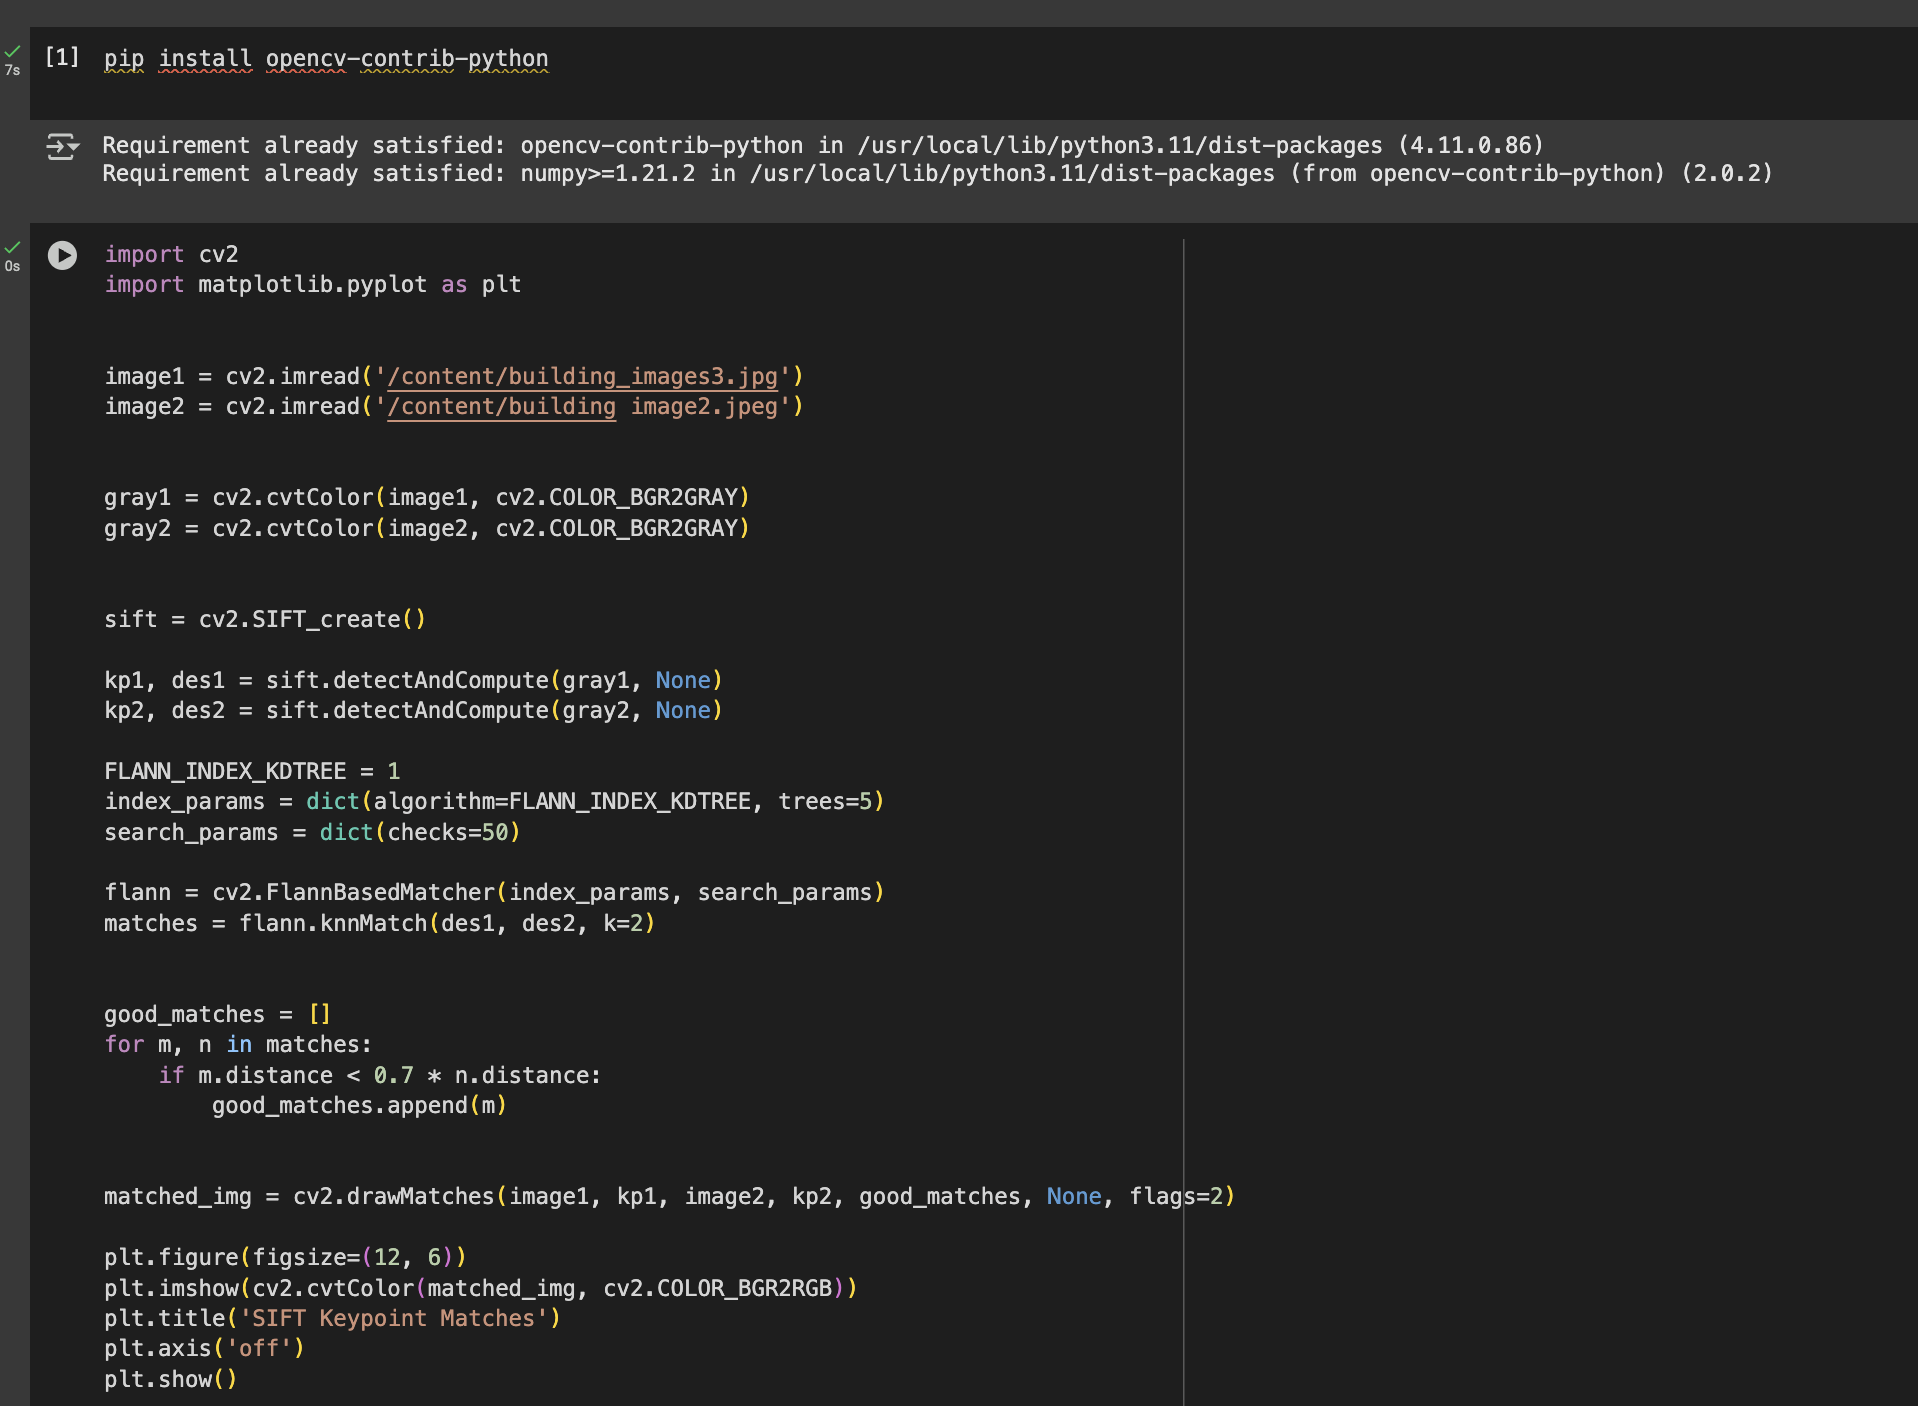 [1] pip install opencv-contrib-python
7s
Requirement already satisfied: opencv-contrib-python in /usr/local/lib/python3.11/dist-packages (4.11.0.86)
Requirement already satisfied: numpy>=1.21.2 in /usr/local/lib/python3.11/dist-packages (from opencv-contrib-python) (2.0.2)
0s
import cv2
import matplotlib.pyplot as plt
image1 = cv2.imread('/content/building_images3.jpg')
image2 = cv2.imread('/content/building image2.jpeg')
gray1 = cv2.cvtColor(image1, cv2.COLOR_BGR2GRAY)
gray2 = cv2.cvtColor(image2, cv2.COLOR_BGR2GRAY)
sift = cv2.SIFT_create()
kp1, des1 = sift.detectAndCompute(gray1, None)
kp2, des2 = sift.detectAndCompute(gray2, None)
FLANN_INDEX_KDTREE = 1
index_params = dict(algorithm=FLANN_INDEX_KDTREE, trees=5)
search_params = dict(checks=50)
flann = cv2.FlannBasedMatcher(index_params, search_params)
matches = flann.knnMatch(des1, des2, k=2)
good_matches = []
for m, n in matches:
    if m.distance < 0.7 * n.distance:
        good_matches.append(m)
matched_img = cv2.drawMatches(image1, kp1, image2, kp2, good_matches, None, flags=2)
plt.figure(figsize=(12, 6))
plt.imshow(cv2.cvtColor(matched_img, cv2.COLOR_BGR2RGB))
plt.title('SIFT Keypoint Matches')
plt.axis('off')
plt.show()